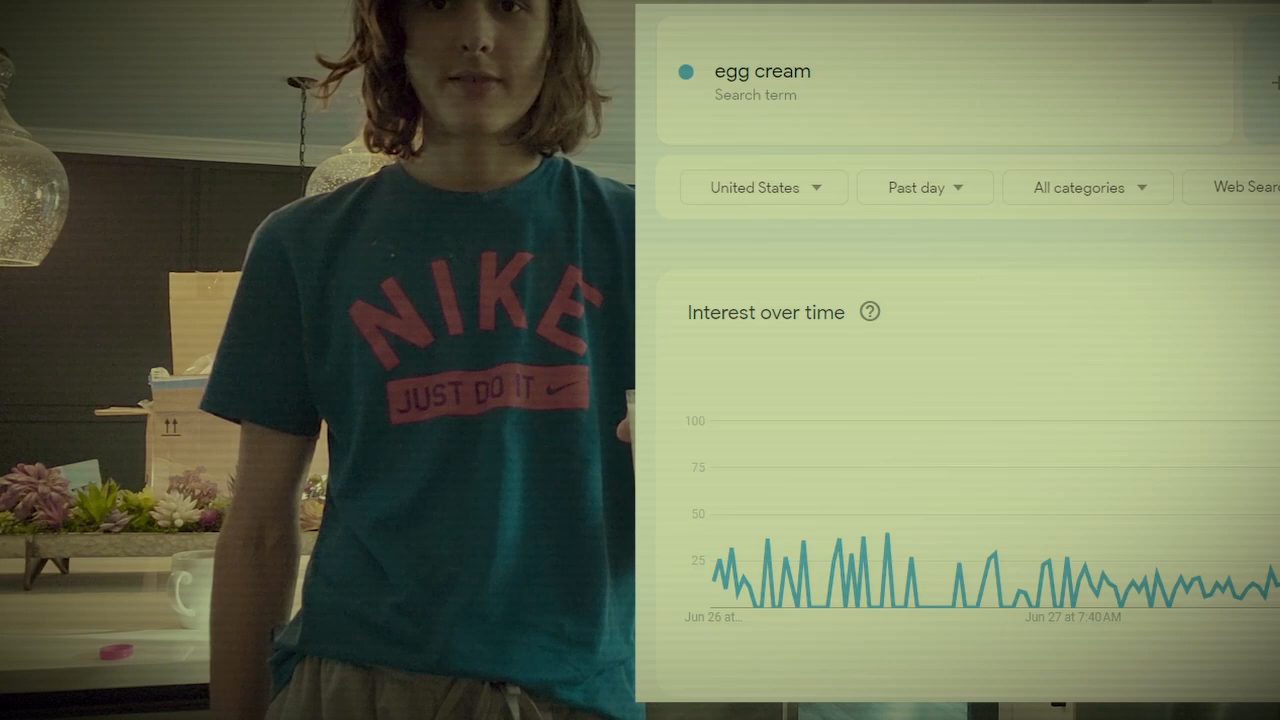 NIKE
JUST DO IT
egg cream
Search term
United States
Past day
All categories
Web Sear
Interest over time
100
75
50
25
Jun 26 at...
Jun 27 at 7:40 AM